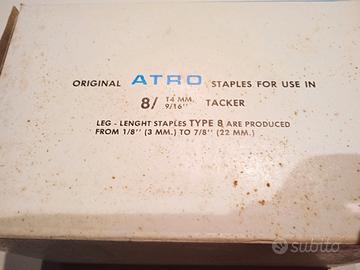 ORIGINAL ATRO STAPLES FOR USE IN
8/ 14 MM. 9/16" TACKER
LEG - LENGHT STAPLES TYPE 8 ARE PRODUCED
FROM 1/8" (3 MM.) TO 7/8" (22 MM.)
subito